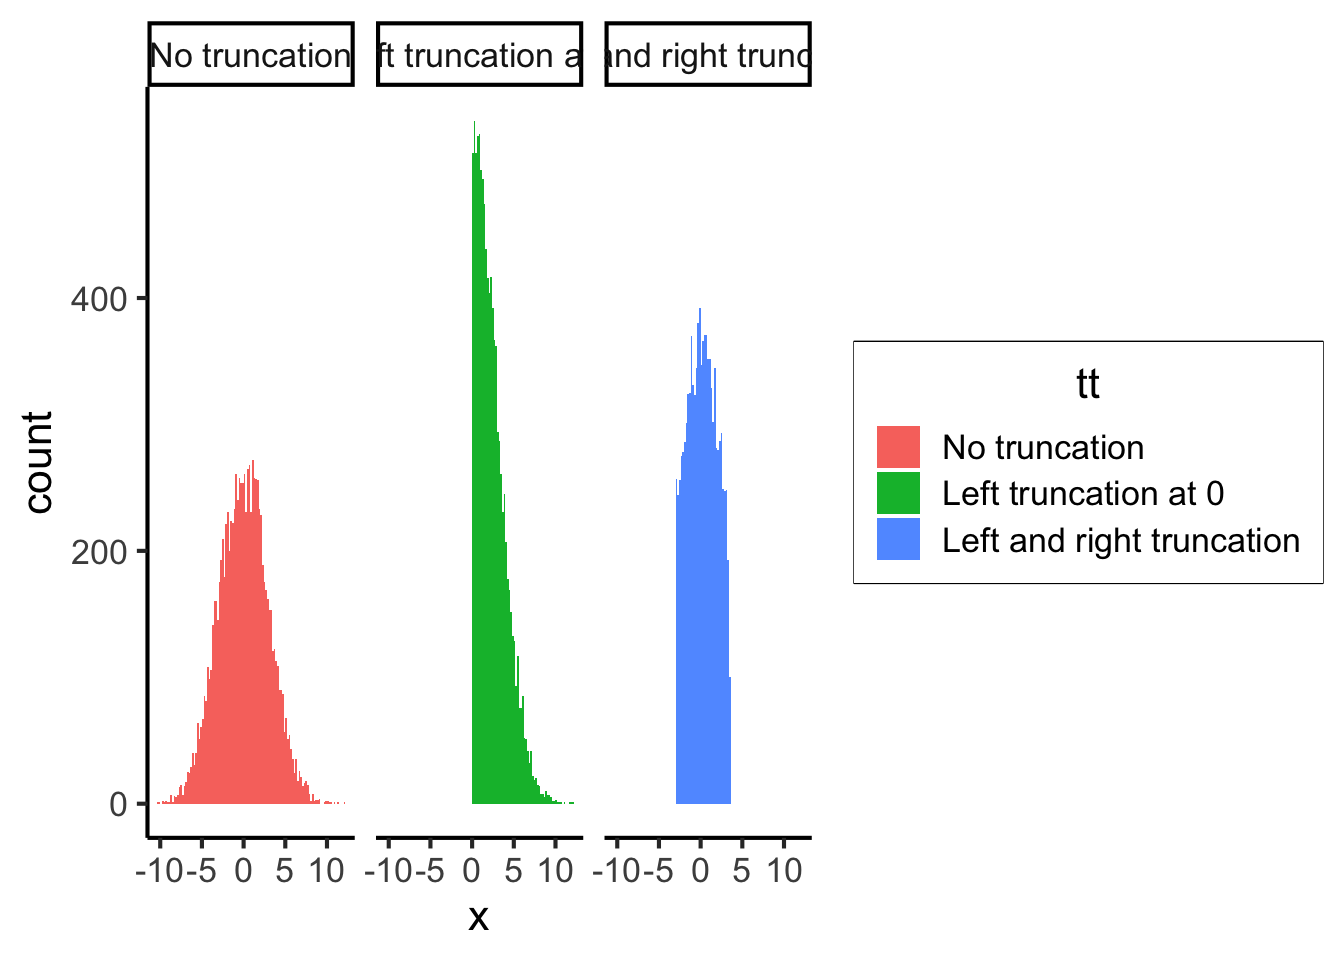 No truncation
ft truncation a
and right trunc
count
400
200
0
-10 -5 0 5 10
-10 -5 0 5 10
-10 -5 0 5 10
x
tt
No truncation
Left truncation at 0
Left and right truncation